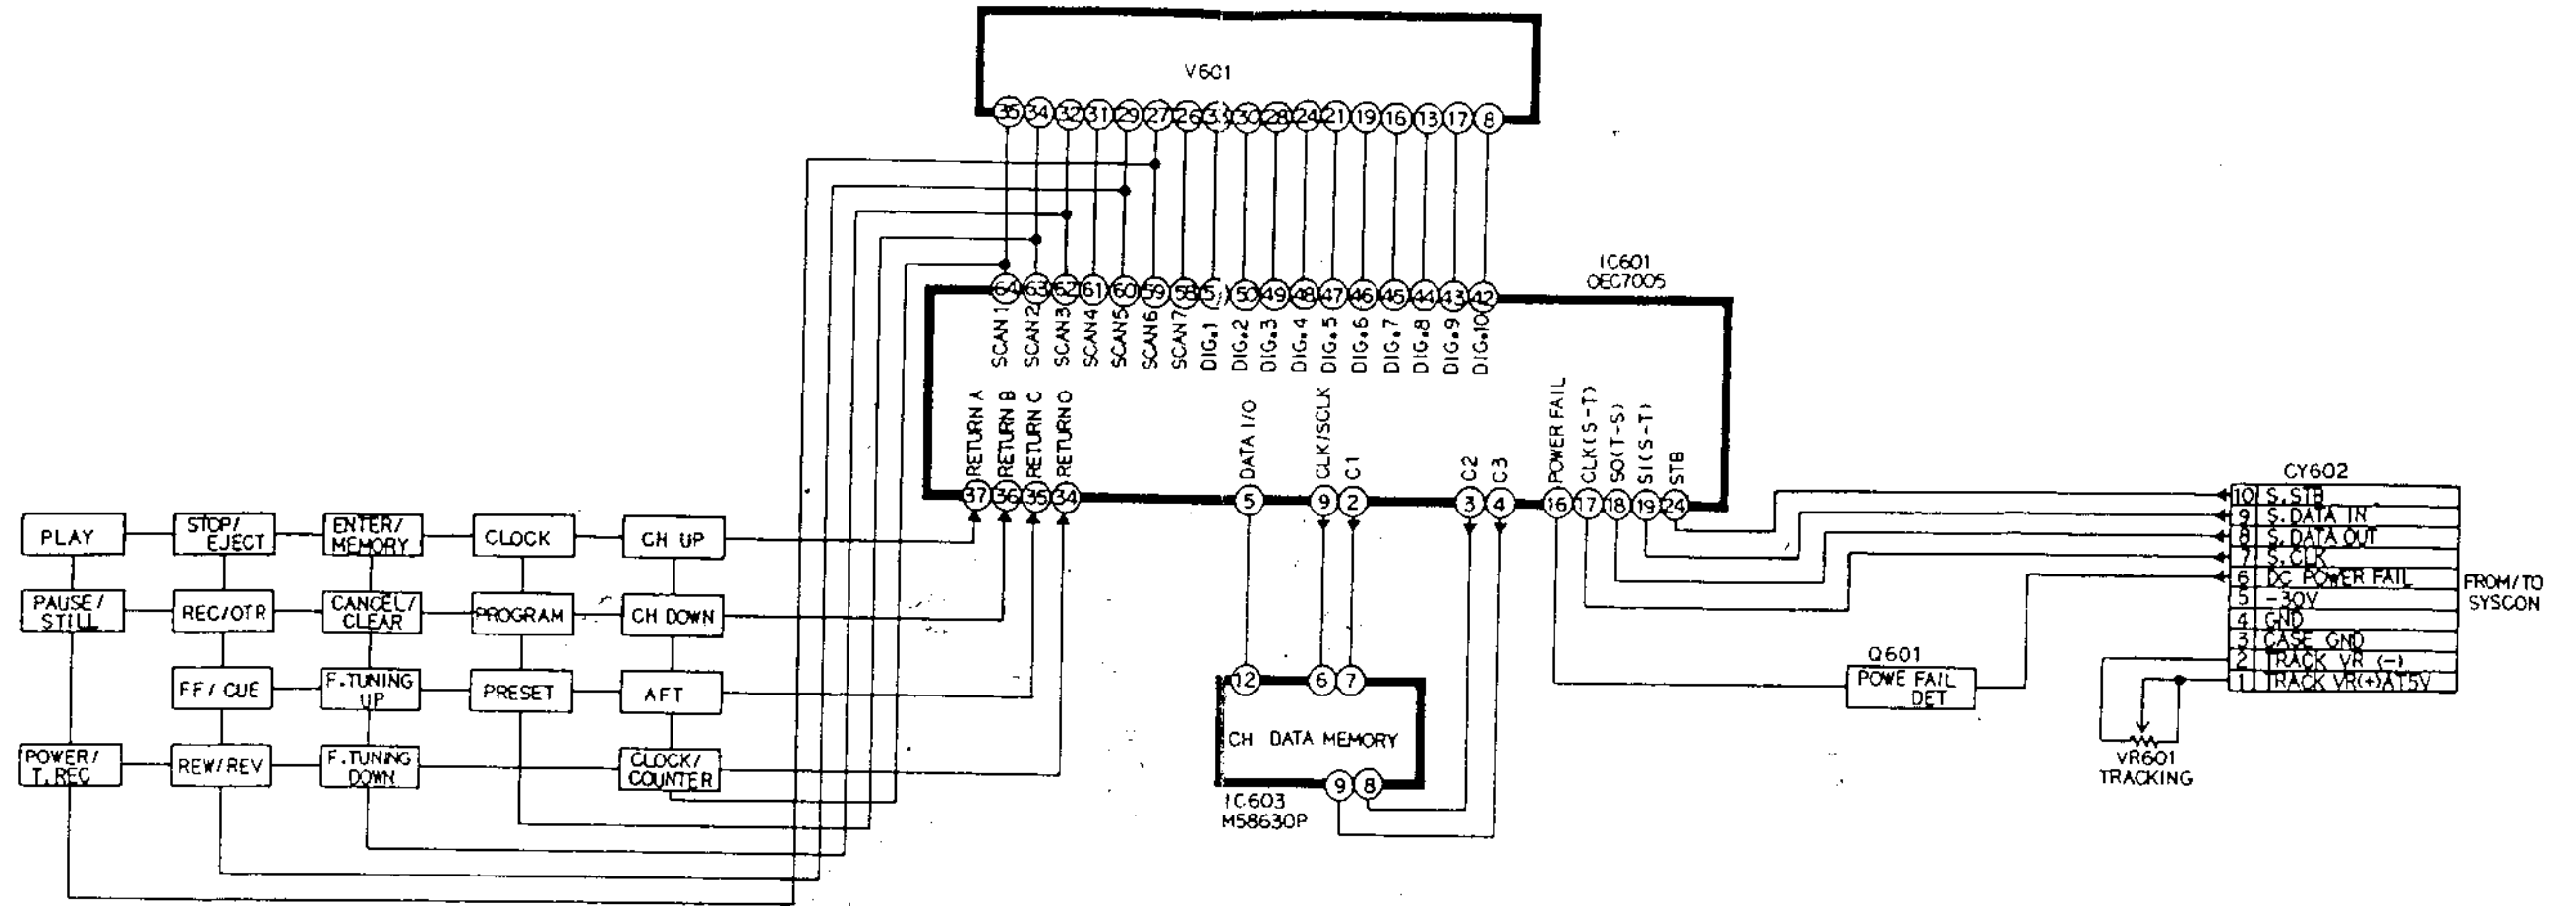 V601
35 34 32 31 29 27 26 33 30 28 24 21 19 16 13 17 8
IC601
OEC7005
64 63 62 61 60 59 58 50 49 48 47 46 45 44 43 42
SCAN1
SCAN2
SCAN3
SCAN4
SCAN5
SCAN6
SCAN7
DIG.1
DIG.2
DIG.3
DIG.4
DIG.5
DIG.6
DIG.7
DIG.8
DIG.9
DIG.10
RETURN A
RETURN B
RETURN C
RETURN D
DATA I/O
CLK/SCLK
C1
C2
C3
POWER FAIL
CLK(S-T)
SO(T-S)
SI(S-T)
STB
37 36 35 34 5 9 2 3 4 16 17 18 19 24
PLAY
STOP/
EJECT
ENTER/
MEMORY
CLOCK
CH UP
PAUSE/
STILL
REC/OTR
CANCEL/
CLEAR
PROGRAM
CH DOWN
FF/CUE
F.TUNING
UP
PRESET
AFT
POWER/
T.REC
REW/REV
F.TUNING
DOWN
CLOCK/
COUNTER
12 6 7
CH DATA MEMORY
9 8
IC603
M58630P
Q601
POWE FAIL
DET
CY602
10 S.STB
9 S.DATA IN
8 S.DATA OUT
7 S.CLK
6 DC POWER FAIL
5 -30V
4 GND
3 CASE GND
2 TRACK VR (-)
1 TRACK VR(+)AT5V
FROM/TO
SYSCON
VR601
TRACKING